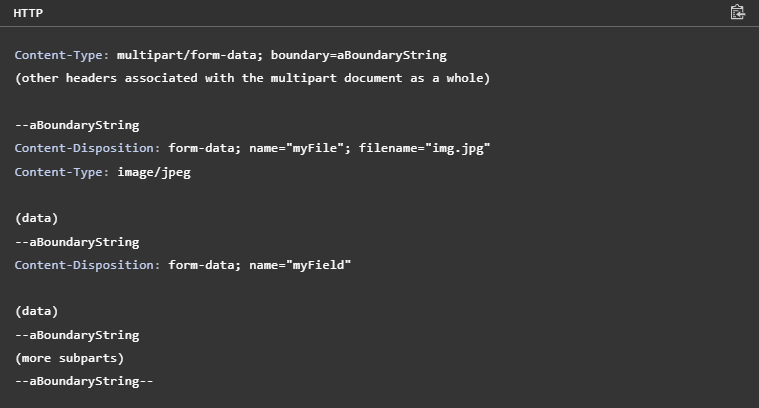 HTTP
Content-Type: multipart/form-data; boundary=aBoundaryString
(other headers associated with the multipart document as a whole)
--aBoundaryString
Content-Disposition: form-data; name="myFile"; filename="img.jpg"
Content-Type: image/jpeg
(data)
--aBoundaryString
Content-Disposition: form-data; name="myField"
(data)
--aBoundaryString
(more subparts)
--aBoundaryString--